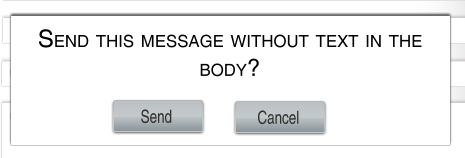 SEND THIS MESSAGE WITHOUT TEXT IN THE
BODY?
Send Cancel